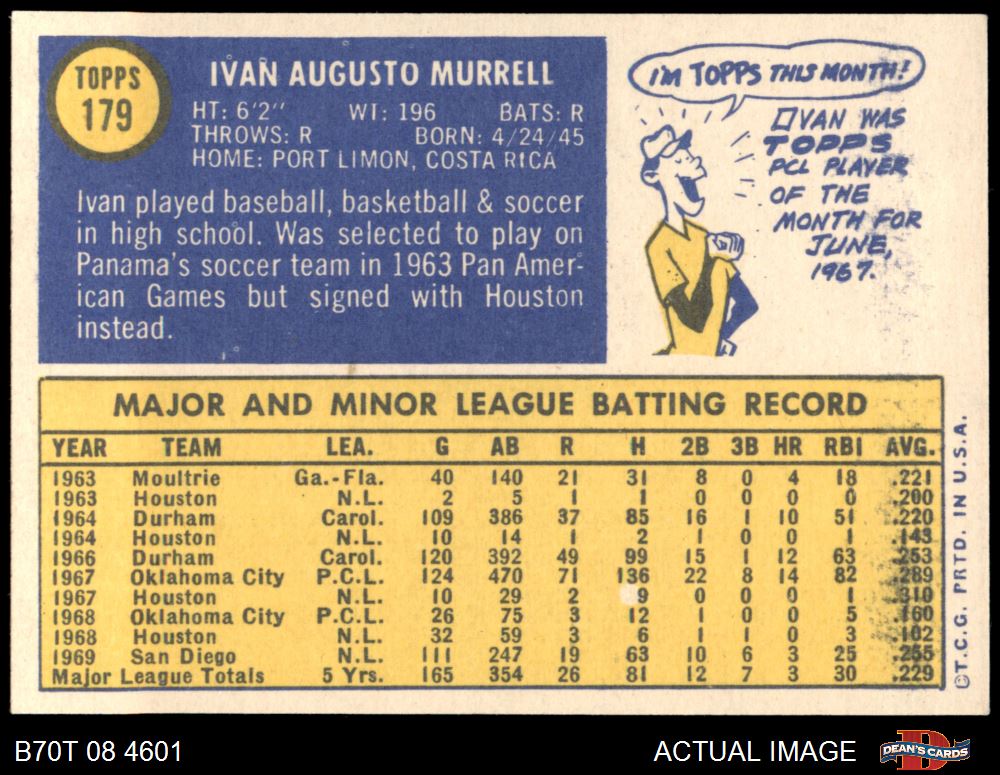 TOPPS
179
IVAN AUGUSTO MURRELL
HT: 6'2" WT: 196 BATS: R
THROWS: R BORN: 4/24/45
HOME: PORT LIMON, COSTA RICA
Ivan played baseball, basketball & soccer
in high school. Was selected to play on
Panama's soccer team in 1963 Pan Amer-
ican Games but signed with Houston
instead.
I'M TOPPS THIS MONTH!
IVAN WAS
TOPPS
PCL PLAYER
OF THE
MONTH FOR
JUNE,
1967.
MAJOR AND MINOR LEAGUE BATTING RECORD
YEAR TEAM LEA. G AB R H 2B 3B HR RBI AVG.
1963 Moultrie Ga.-Fla. 40 140 21 31 8 0 4 18 .221
1963 Houston N.L. 2 5 1 1 0 0 0 0 .200
1964 Durham Carol. 109 386 37 85 16 1 10 51 .220
1964 Houston N.L. 10 14 1 2 1 0 0 1 .143
1966 Durham Carol. 120 392 49 99 15 1 12 63 .253
1967 Oklahoma City P.C.L. 124 470 71 136 22 8 14 82 .289
1967 Houston N.L. 10 29 2 9 0 0 0 1 .310
1968 Oklahoma City P.C.L. 26 75 3 12 1 0 0 5 .160
1968 Houston N.L. 32 59 3 6 1 1 0 3 .102
1969 San Diego N.L. 111 247 19 63 10 6 3 25 .255
Major League Totals 5 Yrs. 165 354 26 81 12 7 3 30 .229
©T.C.G. PRTD. IN U.S.A.
B70T 08 4601
ACTUAL IMAGE
DEAN'S CARDS